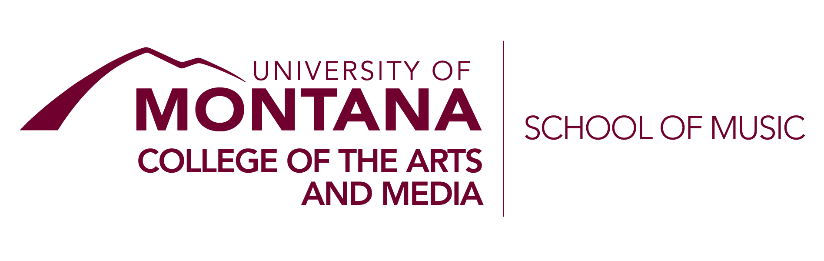 UNIVERSITY OF
MONTANA
COLLEGE OF THE ARTS
AND MEDIA
SCHOOL OF MUSIC